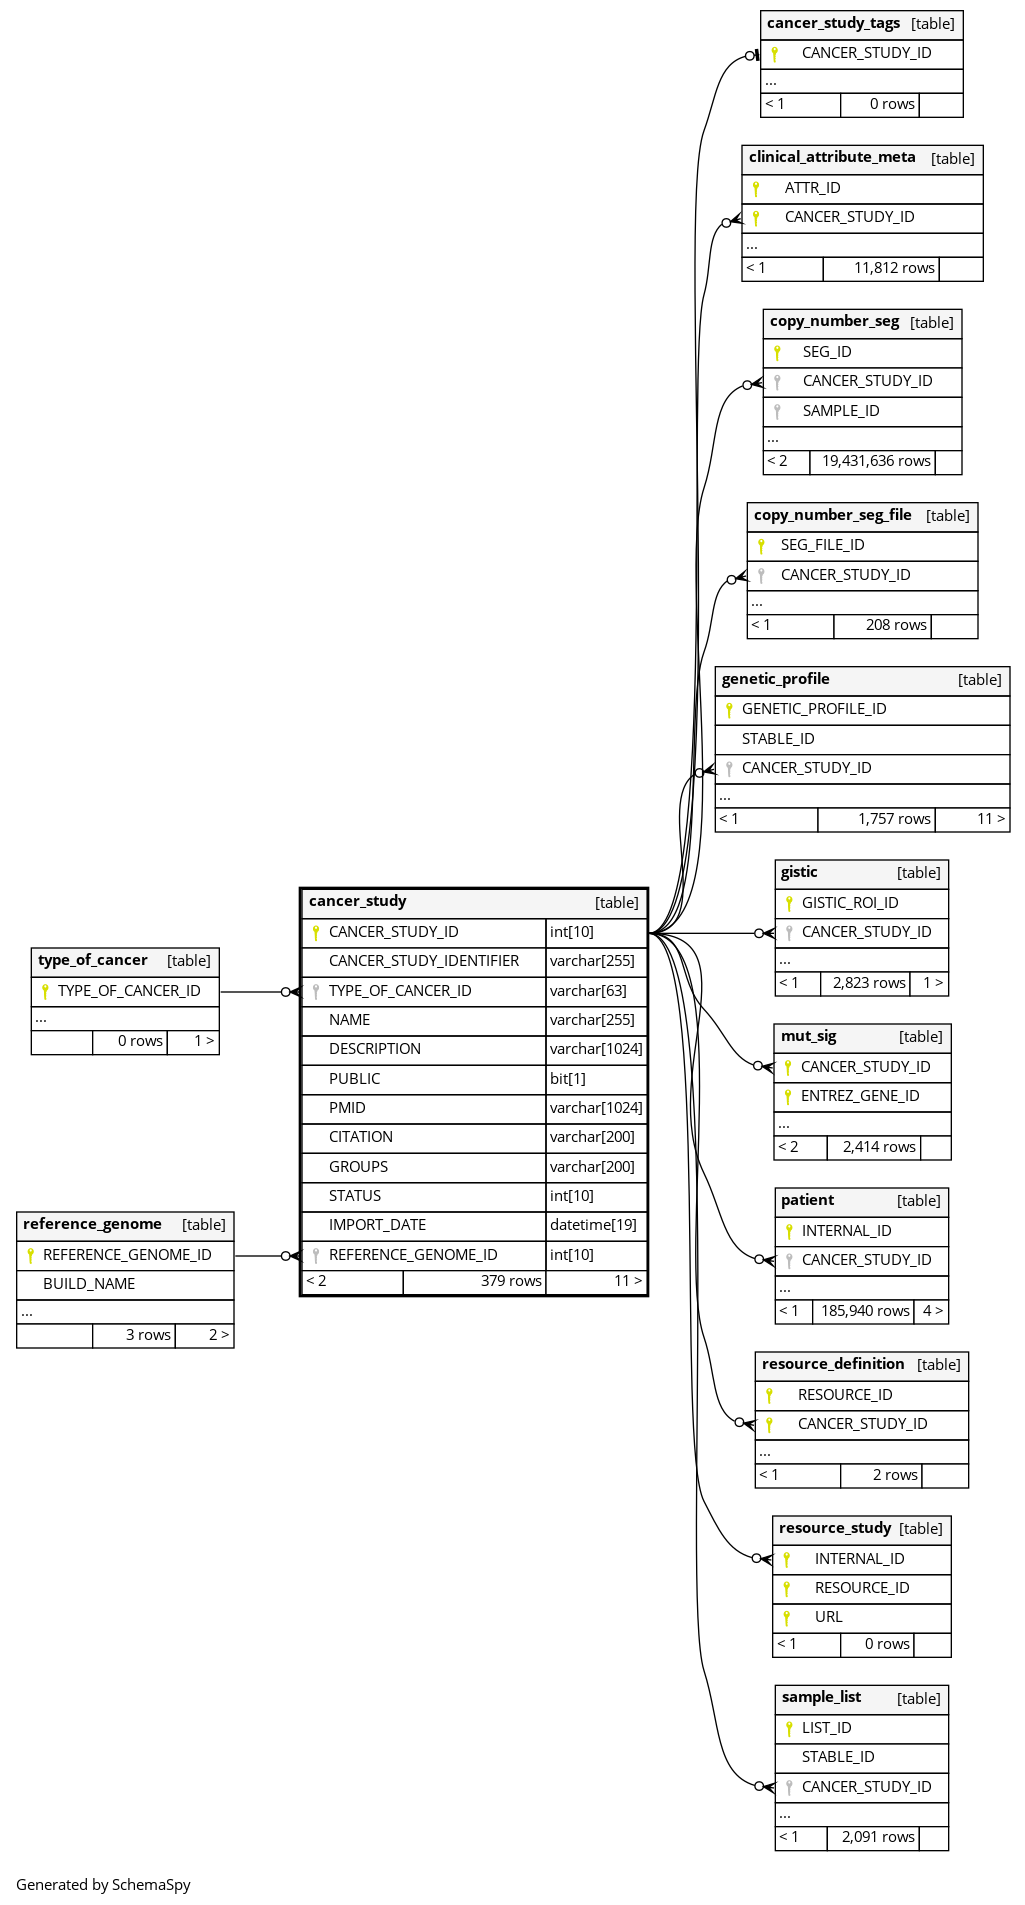 cancer_study_tags [table]
CANCER_STUDY_ID
...
< 1 0 rows
clinical_attribute_meta [table]
ATTR_ID
CANCER_STUDY_ID
...
< 1 11,812 rows
copy_number_seg [table]
SEG_ID
CANCER_STUDY_ID
SAMPLE_ID
...
< 2 19,431,636 rows
copy_number_seg_file [table]
SEG_FILE_ID
CANCER_STUDY_ID
...
< 1 208 rows
genetic_profile [table]
GENETIC_PROFILE_ID
STABLE_ID
CANCER_STUDY_ID
...
< 1 1,757 rows 11 >
gistic [table]
GISTIC_ROI_ID
CANCER_STUDY_ID
...
< 1 2,823 rows 1 >
cancer_study [table]
CANCER_STUDY_ID int[10]
CANCER_STUDY_IDENTIFIER varchar[255]
TYPE_OF_CANCER_ID varchar[63]
NAME varchar[255]
DESCRIPTION varchar[1024]
PUBLIC bit[1]
PMID varchar[1024]
CITATION varchar[200]
GROUPS varchar[200]
STATUS int[10]
IMPORT_DATE datetime[19]
REFERENCE_GENOME_ID int[10]
< 2 379 rows 11 >
type_of_cancer [table]
TYPE_OF_CANCER_ID
...
0 rows 1 >
mut_sig [table]
CANCER_STUDY_ID
ENTREZ_GENE_ID
...
< 2 2,414 rows
patient [table]
INTERNAL_ID
CANCER_STUDY_ID
...
< 1 185,940 rows 4 >
reference_genome [table]
REFERENCE_GENOME_ID
BUILD_NAME
...
3 rows 2 >
resource_definition [table]
RESOURCE_ID
CANCER_STUDY_ID
...
< 1 2 rows
resource_study [table]
INTERNAL_ID
RESOURCE_ID
URL
< 1 0 rows
sample_list [table]
LIST_ID
STABLE_ID
CANCER_STUDY_ID
...
< 1 2,091 rows
Generated by SchemaSpy